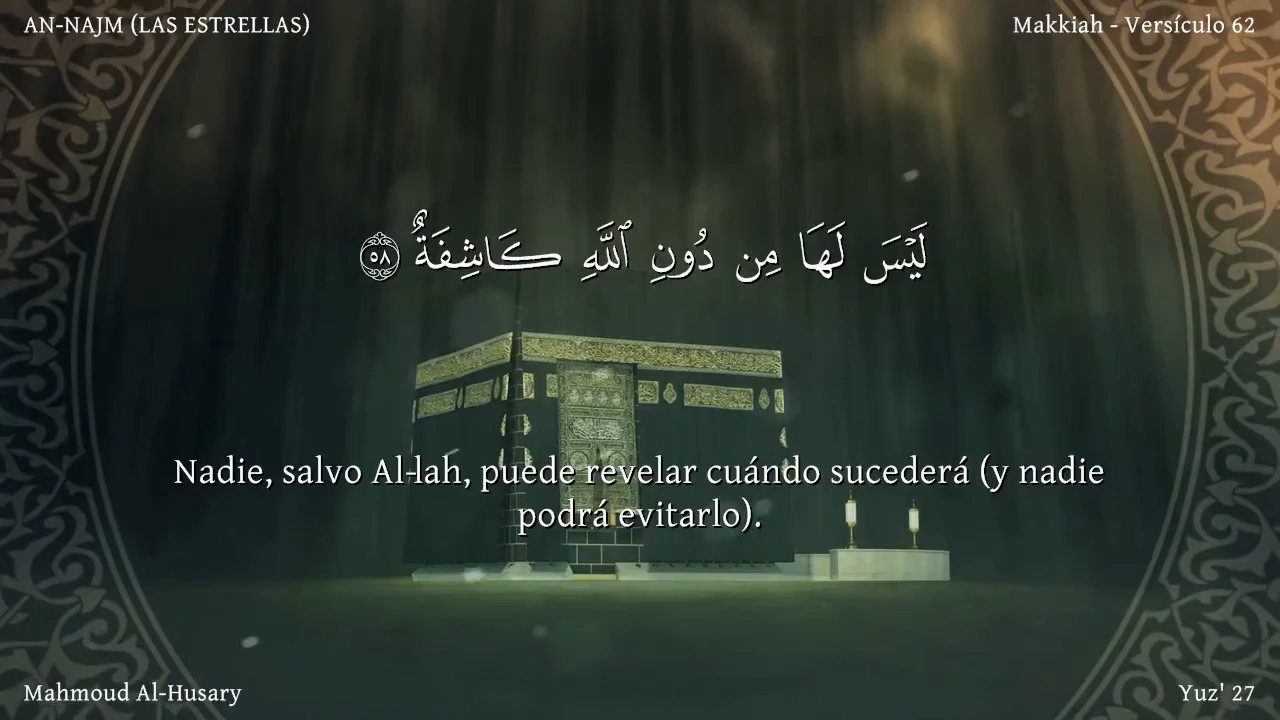 AN-NAJM (LAS ESTRELLAS)
Makkiah - Versículo 62
لَيْسَ لَهَا مِن دُونِ ٱللَّهِ كَاشِفَةٌ ٥٨
Nadie, salvo Al-lah, puede revelar cuándo sucederá (y nadie
podrá evitarlo).
Mahmoud Al-Husary
Yuz' 27